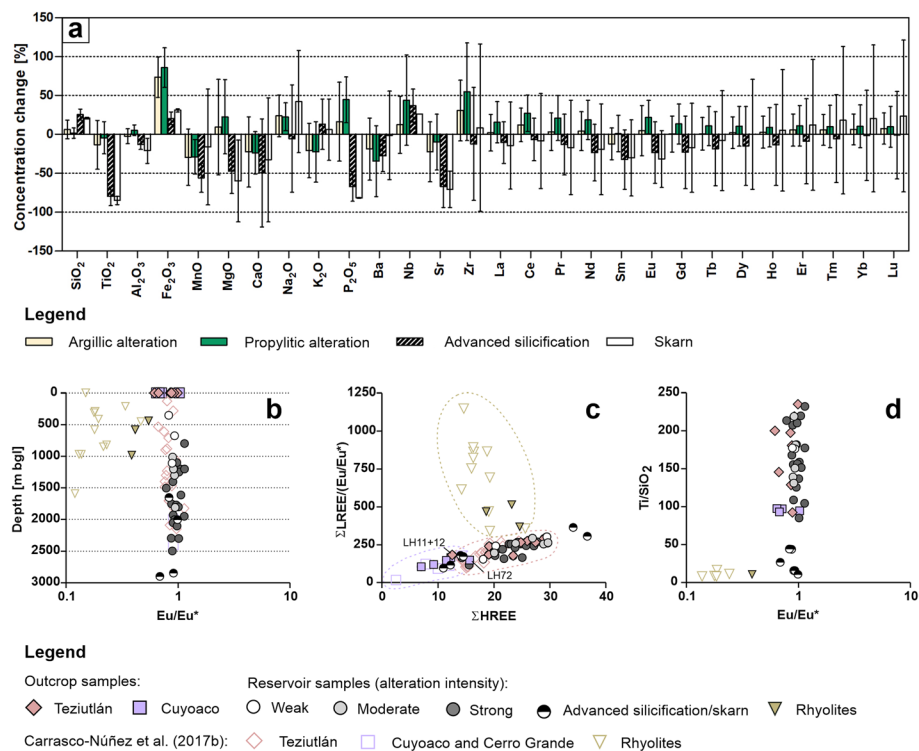 a
Concentration change [%]
150
100
50
0
-50
-100
-150
SiO₂ TiO₂ Al₂O₃ Fe₂O₃ MnO MgO CaO Na₂O K₂O P₂O₅ Ba Nb Sr Zr La Ce Pr Nd Sm Eu Gd Tb Dy Ho Er Tm Yb Lu
Legend
Argillic alteration Propylitic alteration Advanced silicification Skarn
b
Depth [m bgl]
0
500
1000
1500
2000
2500
3000
0.1 1 10
Eu/Eu*
c
ΣLREE/(Eu/Eu*)
1250
1000
750
500
250
0
LH11+12
LH72
0 10 20 30 40
ΣHREE
d
Ti/SiO₂
250
200
150
100
50
0
0.1 1 10
Eu/Eu*
Legend
Outcrop samples: Reservoir samples (alteration intensity):
Teziutlán Cuyoaco Weak Moderate Strong Advanced silicification/skarn Rhyolites
Carrasco-Núñez et al. (2017b): Teziutlán Cuyoaco and Cerro Grande Rhyolites